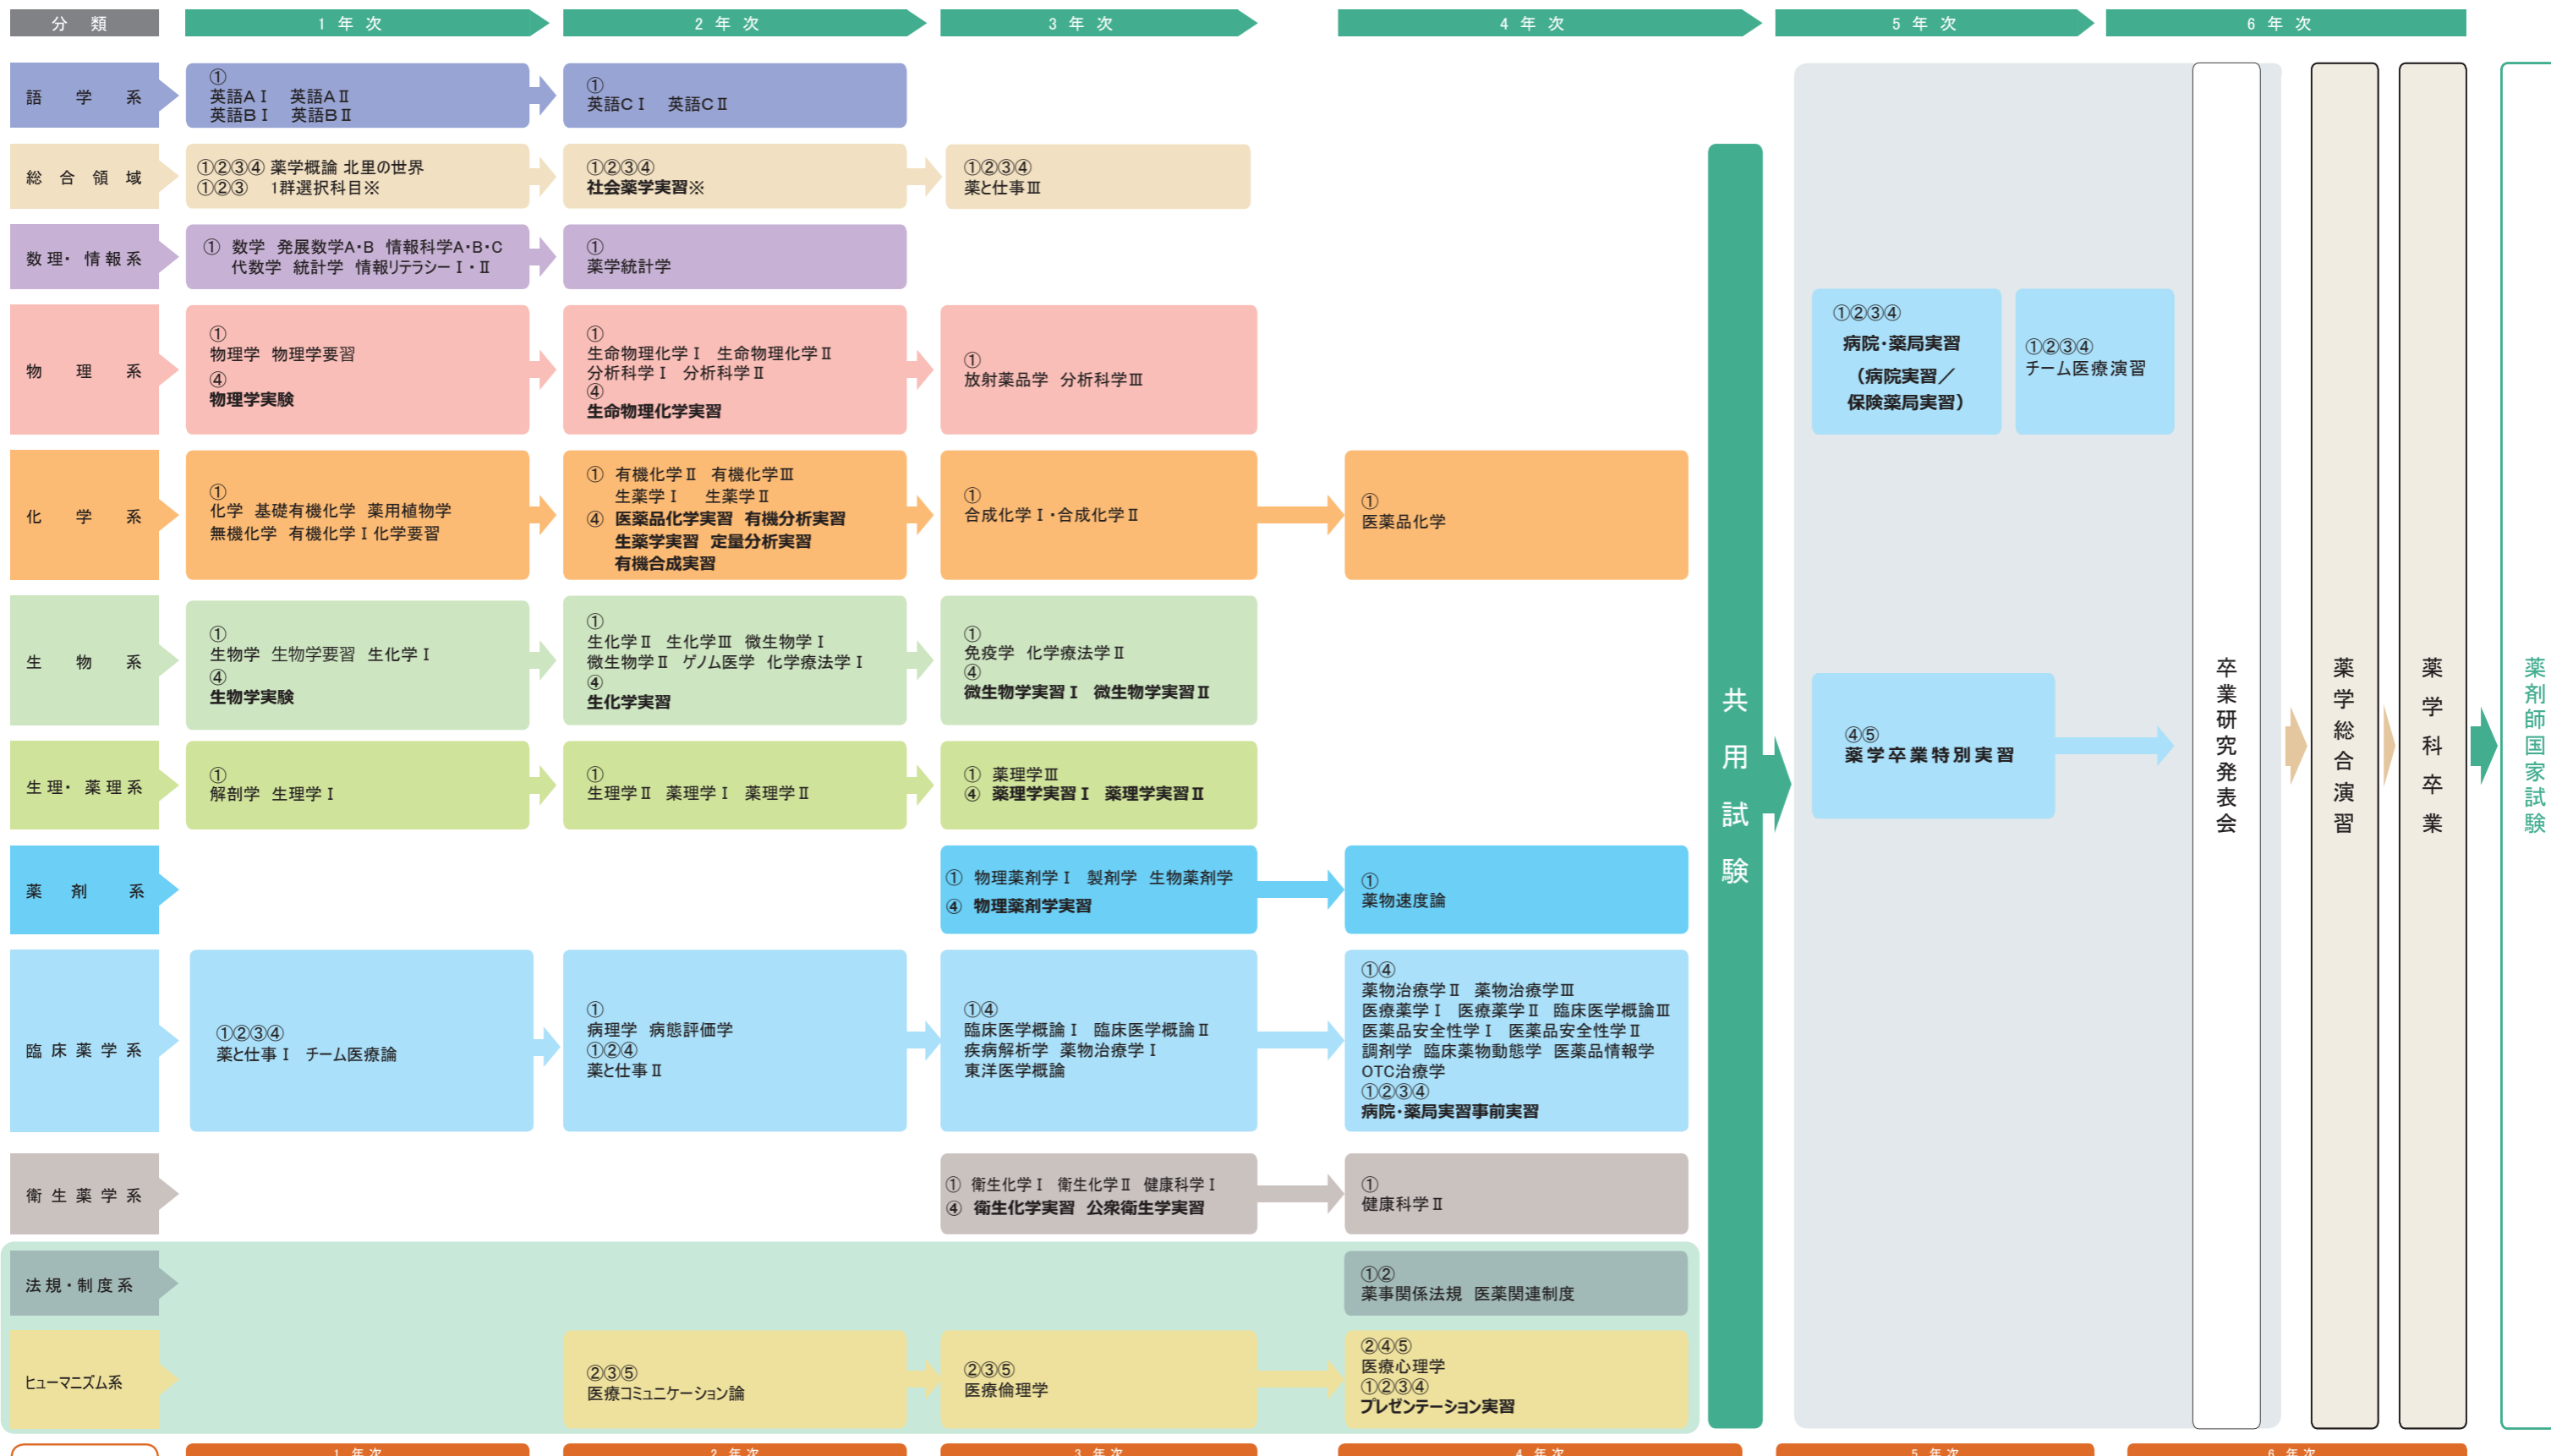 分類
1年次
2年次
3年次
4年次
5年次
6年次
語学系
①
英語AⅠ 英語AⅡ
英語BⅠ 英語BⅡ
①
英語CⅠ 英語CⅡ
総合領域
①②③④ 薬学概論 北里の世界
①②③ 1群選択科目※
①②③④
社会薬学実習※
①②③④
薬と仕事Ⅲ
数理・情報系
① 数学 発展数学A・B 情報科学A・B・C
代数学 統計学 情報リテラシーⅠ・Ⅱ
①
薬学統計学
物理系
①
物理学 物理学要習
④
物理学実験
①
生命物理化学Ⅰ 生命物理化学Ⅱ
分析科学Ⅰ 分析科学Ⅱ
④
生命物理化学実習
①
放射薬品学 分析科学Ⅲ
①②③④
病院・薬局実習
（病院実習／
保険薬局実習）
①②③④
チーム医療演習
化学系
①
化学 基礎有機化学 薬用植物学
無機化学 有機化学Ⅰ 化学要習
① 有機化学Ⅱ 有機化学Ⅲ
生薬学Ⅰ 生薬学Ⅱ
④ 医薬品化学実習 有機分析実習
生薬学実習 定量分析実習
有機合成実習
①
合成化学Ⅰ・合成化学Ⅱ
①
医薬品化学
生物系
①
生物学 生物学要習 生化学Ⅰ
④
生物学実験
①
生化学Ⅱ 生化学Ⅲ 微生物学Ⅰ
微生物学Ⅱ ゲノム医学 化学療法学Ⅰ
④
生化学実習
①
免疫学 化学療法学Ⅱ
④
微生物学実習Ⅰ 微生物学実習Ⅱ
生理・薬理系
①
解剖学 生理学Ⅰ
①
生理学Ⅱ 薬理学Ⅰ 薬理学Ⅱ
① 薬理学Ⅲ
④ 薬理学実習Ⅰ 薬理学実習Ⅱ
共用試験
④⑤
薬学卒業特別実習
卒業研究発表会
薬学総合演習
薬学科卒業
薬剤師国家試験
薬剤系
① 物理薬剤学Ⅰ 製剤学 生物薬剤学
④ 物理薬剤学実習
①
薬物速度論
臨床薬学系
①②③④
薬と仕事Ⅰ チーム医療論
①
病理学 病態評価学
①②④
薬と仕事Ⅱ
①④
臨床医学概論Ⅰ 臨床医学概論Ⅱ
疾病解析学 薬物治療学Ⅰ
東洋医学概論
①④
薬物治療学Ⅱ 薬物治療学Ⅲ
医療薬学Ⅰ 医療薬学Ⅱ 臨床医学概論Ⅲ
医薬品安全性学Ⅰ 医薬品安全性学Ⅱ
調剤学 臨床薬物動態学 医薬品情報学
OTC治療学
①②③④
病院・薬局実習事前実習
衛生薬学系
① 衛生化学Ⅰ 衛生化学Ⅱ 健康科学Ⅰ
④ 衛生化学実習 公衆衛生学実習
①
健康科学Ⅱ
法規・制度系
①②
薬事関係法規 医薬関連制度
ヒューマニズム系
②③⑤
医療コミュニケーション論
②③⑤
医療倫理学
②④⑤
医療心理学
①②③④
プレゼンテーション実習
1年次
2年次
3年次
4年次
5年次
6年次